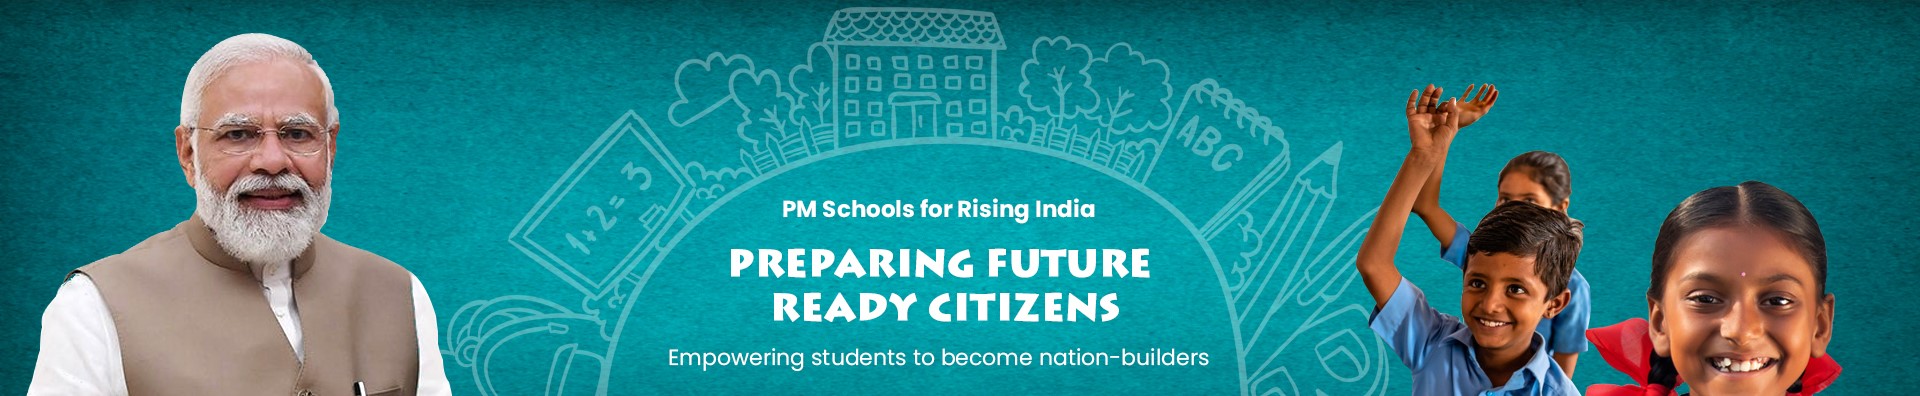 1+2=3
ABC
PM Schools for Rising India
PREPARING FUTURE
READY CITIZENS
Empowering students to become nation-builders